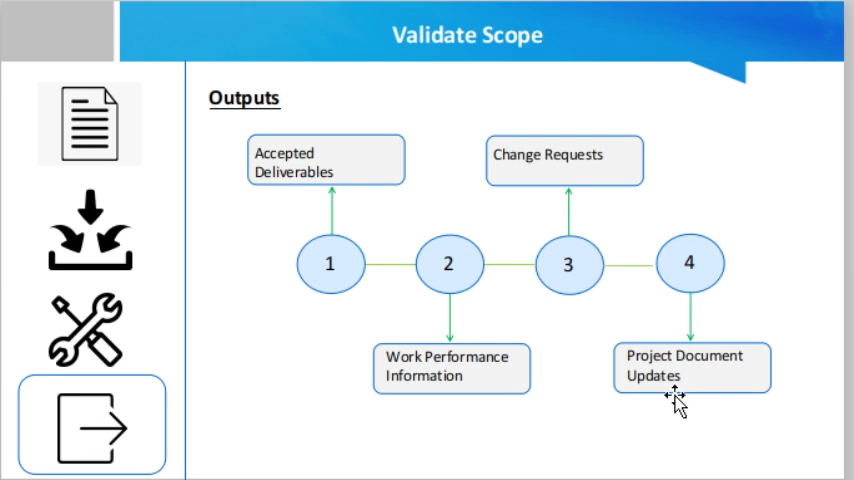 Validate Scope
Outputs
Accepted
Deliverables
Change Requests
1
2
3
4
Work Performance
Information
Project Document
Updates